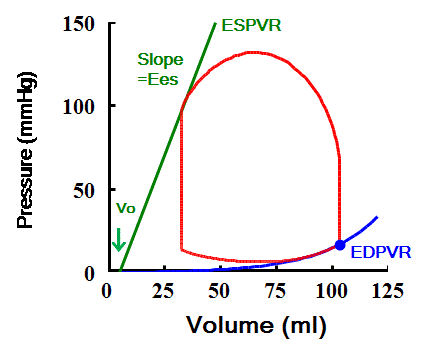 150
ESPVR
Slope
=Ees
100
Pressure (mmHg)
50
Vo
EDPVR
0
0
25
50
75
100
125
Volume (ml)